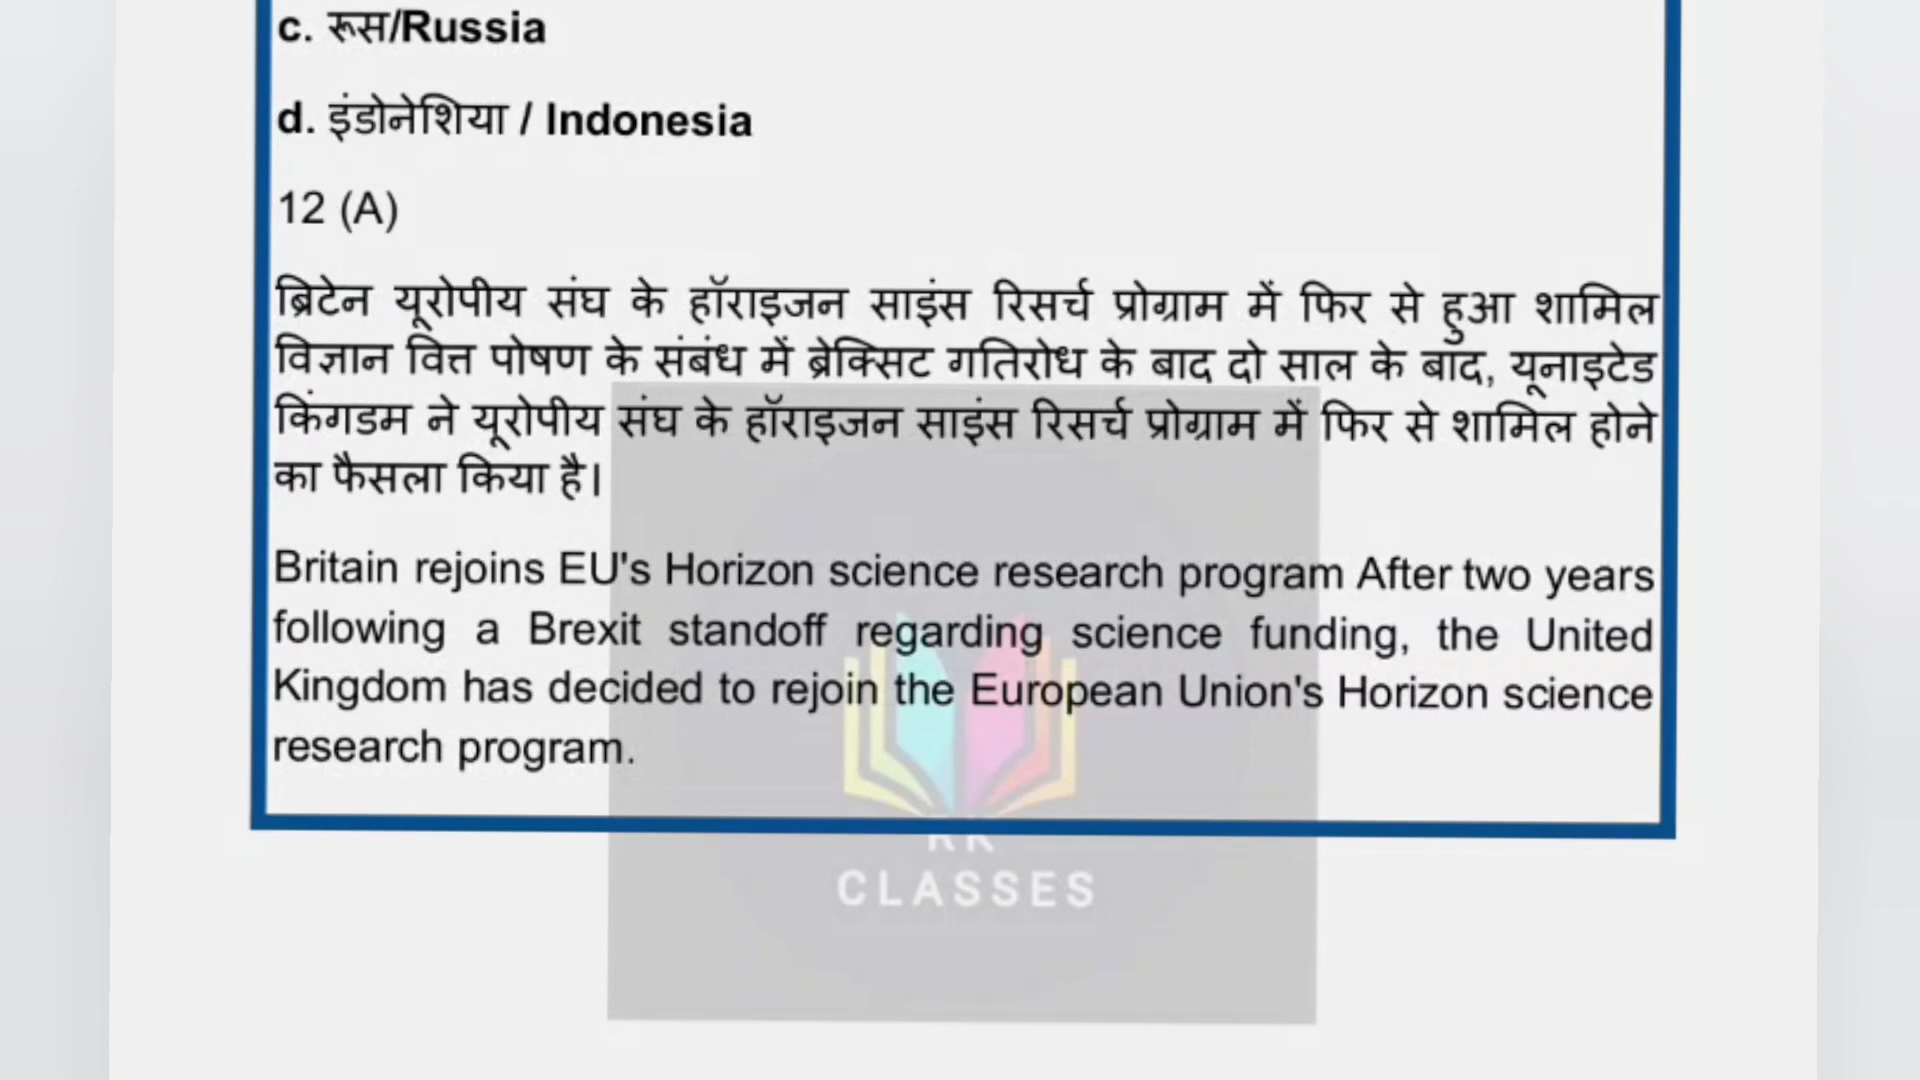 c. रूस/Russia
d. इंडोनेशिया / Indonesia
12 (A)
ब्रिटेन यूरोपीय संघ के हॉराइजन साइंस रिसर्च प्रोग्राम में फिर से हुआ शामिल
विज्ञान वित्त पोषण के संबंध में ब्रेक्सिट गतिरोध के बाद दो साल के बाद, यूनाइटेड
किंगडम ने यूरोपीय संघ के हॉराइजन साइंस रिसर्च प्रोग्राम में फिर से शामिल होने
का फैसला किया है।
Britain rejoins EU's Horizon science research program After two years
following a Brexit standoff regarding science funding, the United
Kingdom has decided to rejoin the European Union's Horizon science
research program.
RK
CLASSES